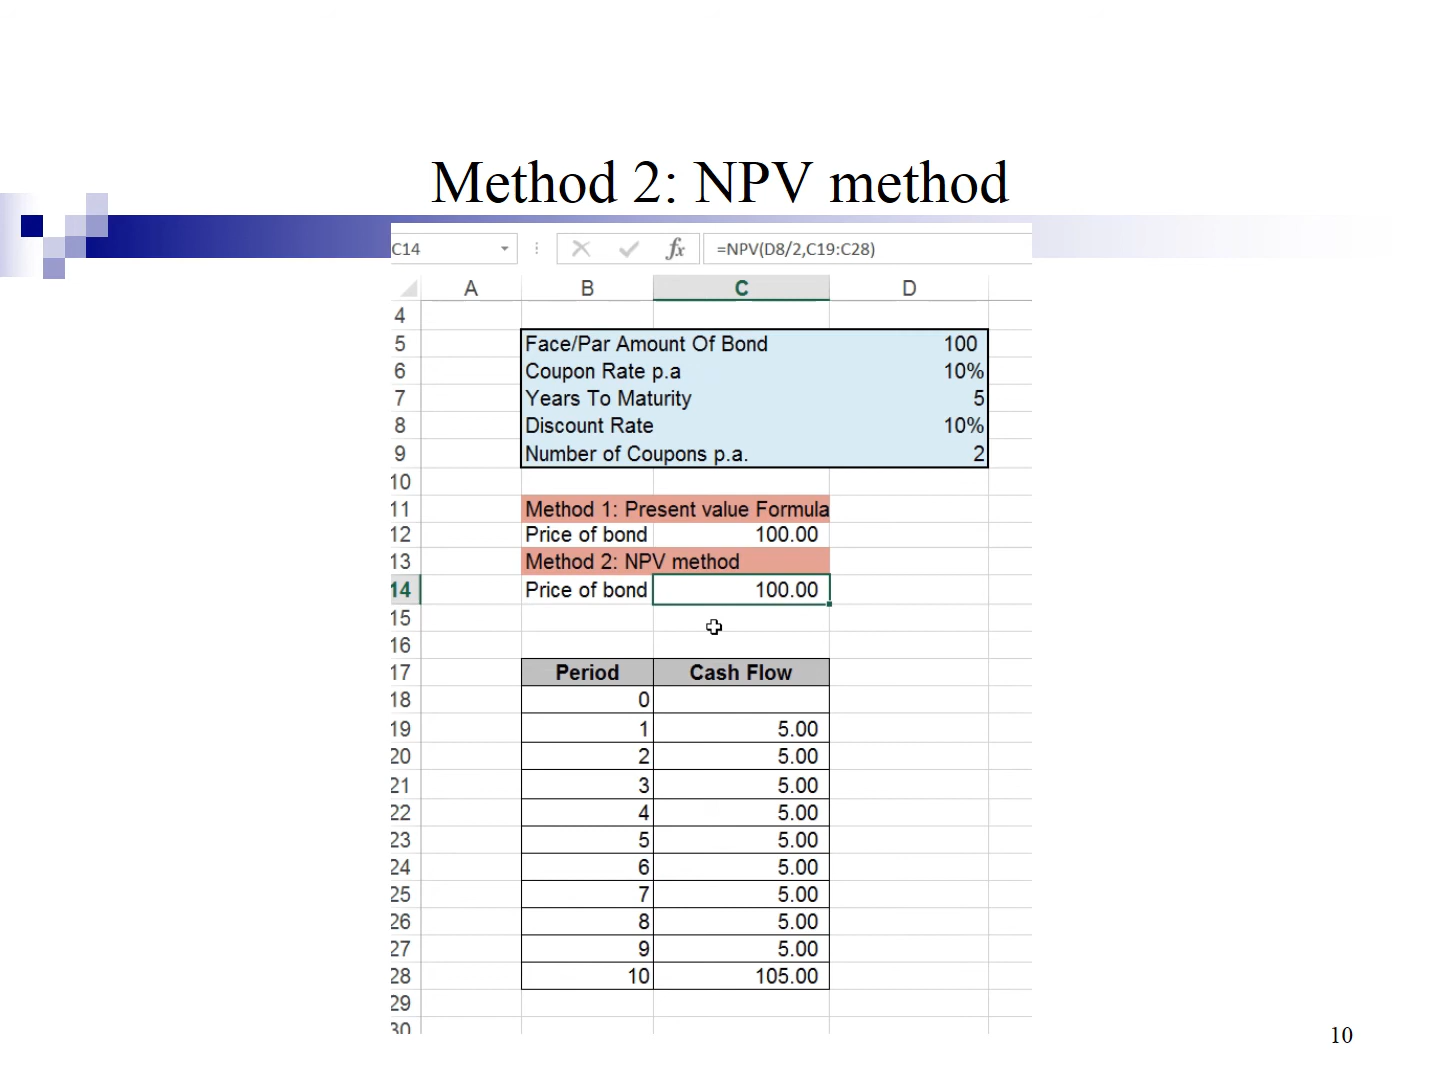 Method 2: NPV method
C14 fx =NPV(D8/2,C19:C28)
A B C D
4
5 Face/Par Amount Of Bond 100
6 Coupon Rate p.a 10%
7 Years To Maturity 5
8 Discount Rate 10%
9 Number of Coupons p.a. 2
10
11 Method 1: Present value Formula
12 Price of bond 100.00
13 Method 2: NPV method
14 Price of bond 100.00
15
16
17 Period Cash Flow
18 0
19 1 5.00
20 2 5.00
21 3 5.00
22 4 5.00
23 5 5.00
24 6 5.00
25 7 5.00
26 8 5.00
27 9 5.00
28 10 105.00
29
30
10